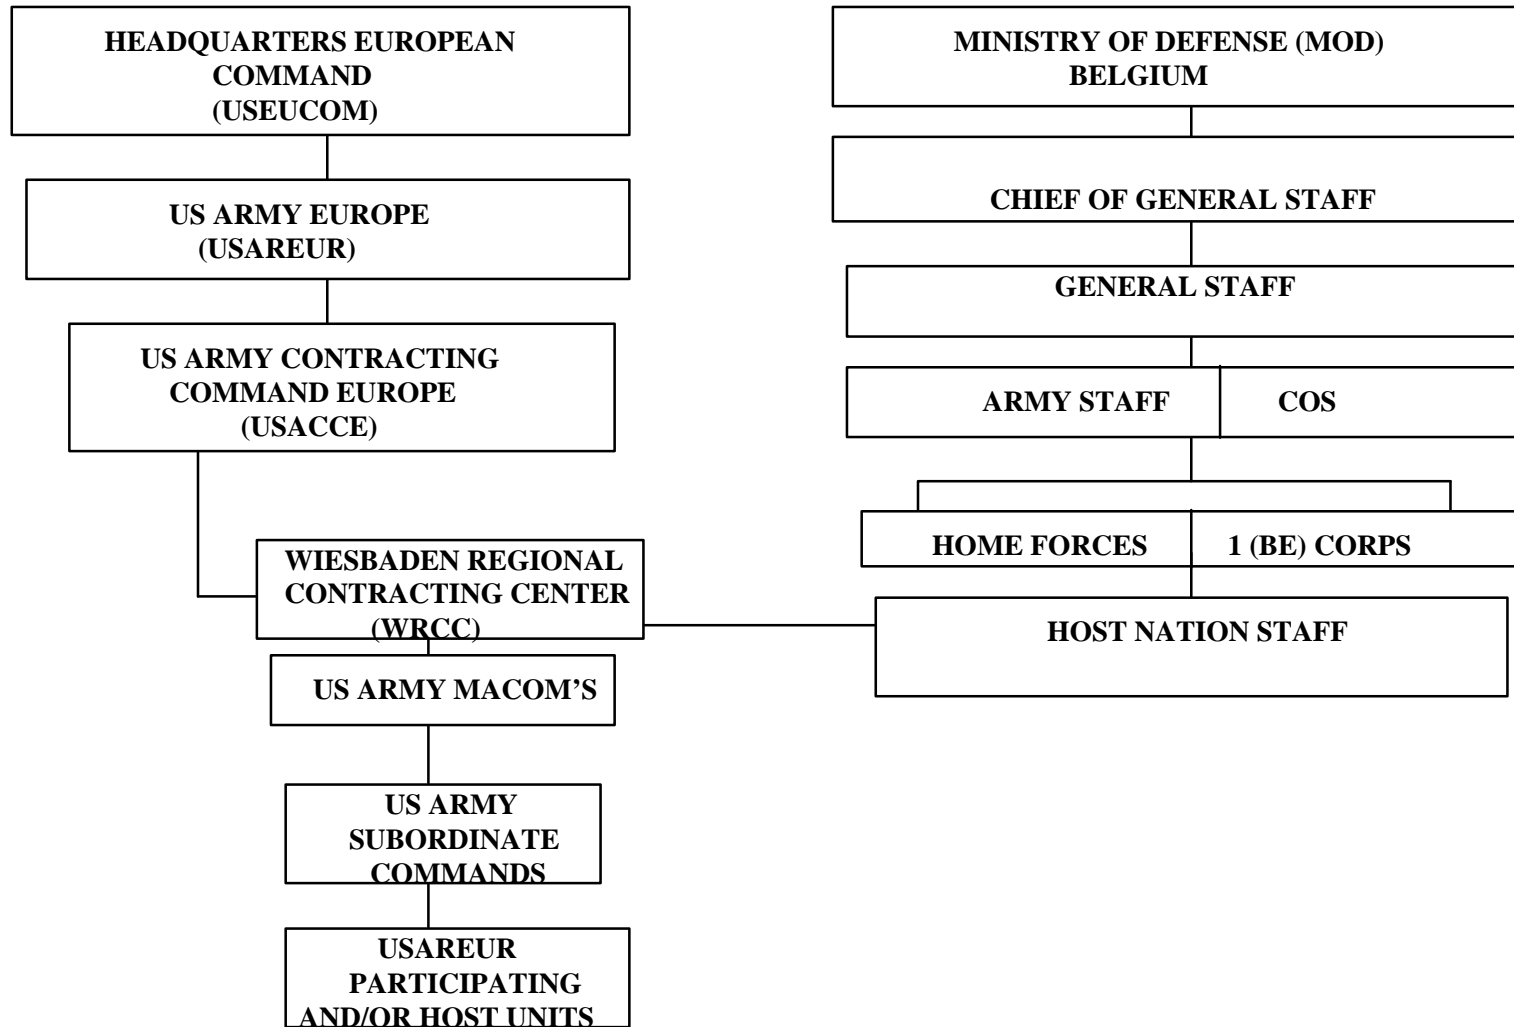 HEADQUARTERS EUROPEAN
COMMAND
(USEUCOM)
US ARMY EUROPE
(USAREUR)
US ARMY CONTRACTING
COMMAND EUROPE
(USACCE)
WIESBADEN REGIONAL
CONTRACTING CENTER
(WRCC)
US ARMY MACOM’S
US ARMY
SUBORDINATE
COMMANDS
USAREUR
PARTICIPATING
AND/OR HOST UNITS
MINISTRY OF DEFENSE (MOD)
BELGIUM
CHIEF OF GENERAL STAFF
GENERAL STAFF
ARMY STAFF COS
HOME FORCES 1 (BE) CORPS
HOST NATION STAFF